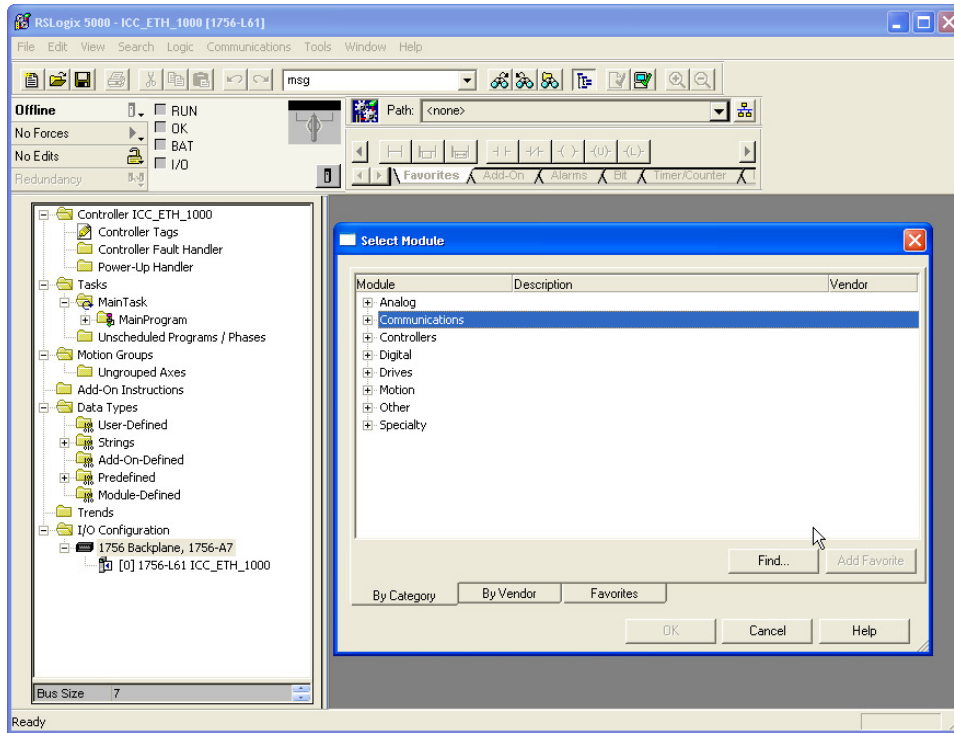 RSLogix 5000 - ICC_ETH_1000 [1756-L61]
File Edit View Search Logic Communications Tools Window Help
msg
Offline
RUN
No Forces
OK
No Edits
BAT
Redundancy
I/O
Path: <none>
Favorites Add-On Alarms Bit Timer/Counter
Controller ICC_ETH_1000
Controller Tags
Controller Fault Handler
Power-Up Handler
Tasks
MainTask
MainProgram
Unscheduled Programs / Phases
Motion Groups
Ungrouped Axes
Add-On Instructions
Data Types
User-Defined
Strings
Add-On-Defined
Predefined
Module-Defined
Trends
I/O Configuration
1756 Backplane, 1756-A7
[0] 1756-L61 ICC_ETH_1000
Bus Size 7
Select Module
Module Description Vendor
Analog
Communications
Controllers
Digital
Drives
Motion
Other
Specialty
Find... Add Favorite
By Category By Vendor Favorites
OK Cancel Help
Ready